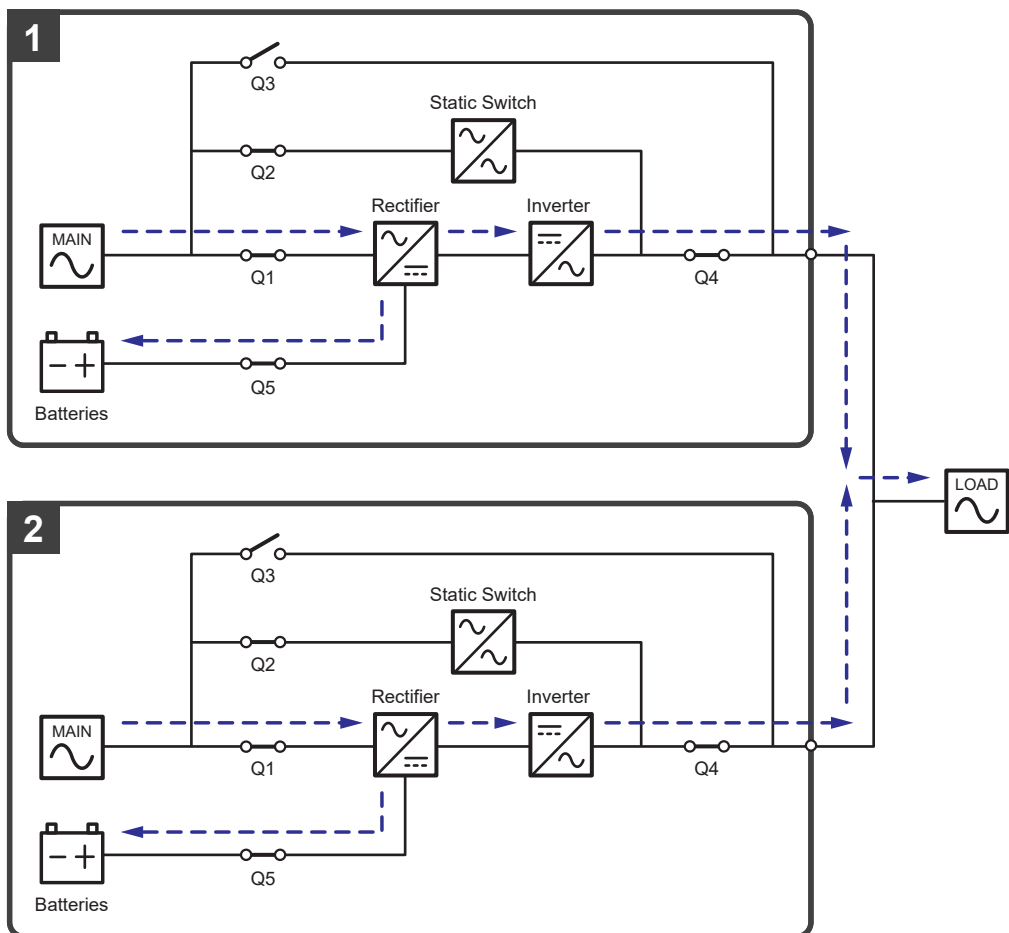 1
Q3
Static Switch
Q2
Rectifier
Inverter
MAIN
Q1
Q4
Q5
Batteries
LOAD
2
Q3
Static Switch
Q2
Rectifier
Inverter
MAIN
Q1
Q4
Q5
Batteries